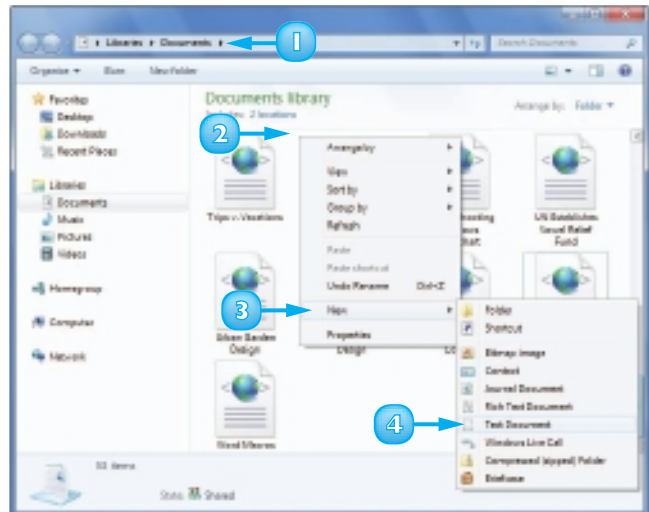 1
Libraries Documents
Search Documents
Organize Burn New folder
Favorites
Desktop
Downloads
Recent Places
Libraries
Documents
Music
Pictures
Videos
Homegroup
Computer
Network
Documents library
Includes: 2 locations
Arrange by: Folder
2
Trips v. Vacations
UN Establishes
Relief
Fund
Urban Garden
Design
Design
Word Macros
Arrange by
View
Sort by
Group by
Refresh
Paste
Paste shortcut
Undo Rename Ctrl+Z
3
New
Properties
Folder
Shortcut
Bitmap image
Contact
Journal Document
Rich Text Document
4
Text Document
Windows Live Call
Compressed (zipped) Folder
Briefcase
items
State: Shared